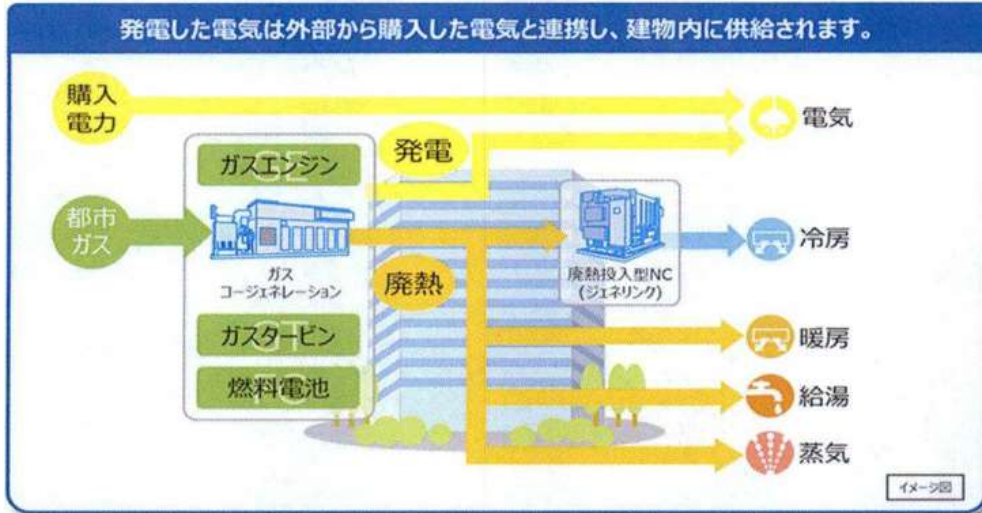 発電した電気は外部から購入した電気と連携し、建物内に供給されます。
購入
電力
発電
電気
ガスエンジン
都市
ガス
ガス
コージェネレーション
廃熱
廃熱投入型NC
(ジェネリンク)
冷房
ガスタービン
暖房
燃料電池
給湯
蒸気
イメージ図